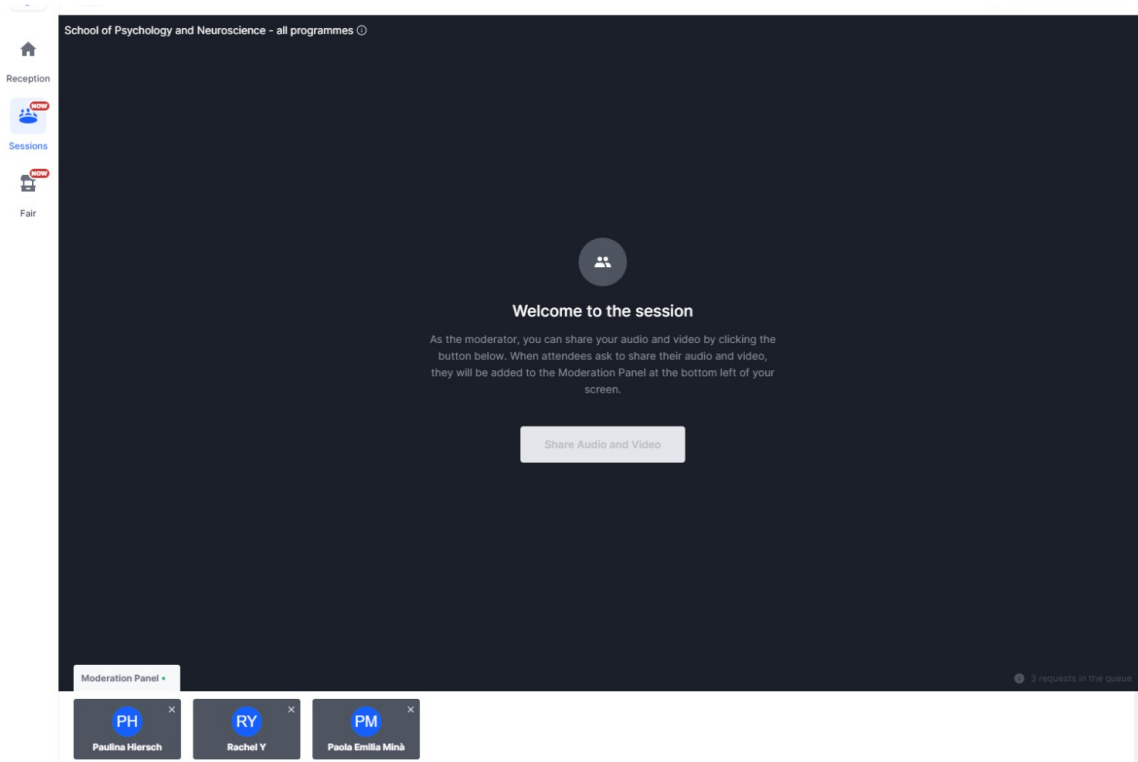 School of Psychology and Neuroscience - all programmes
Reception
NOW
Sessions
NOW
Fair
Welcome to the session
As the moderator, you can share your audio and video by clicking the
button below. When attendees ask to share their audio and video,
they will be added to the Moderation Panel at the bottom left of your
screen.
Share Audio and Video
Moderation Panel
3 requests in the queue
PH
Paulina Hiersch
RY
Rachel Y
PM
Paola Emilia Minà